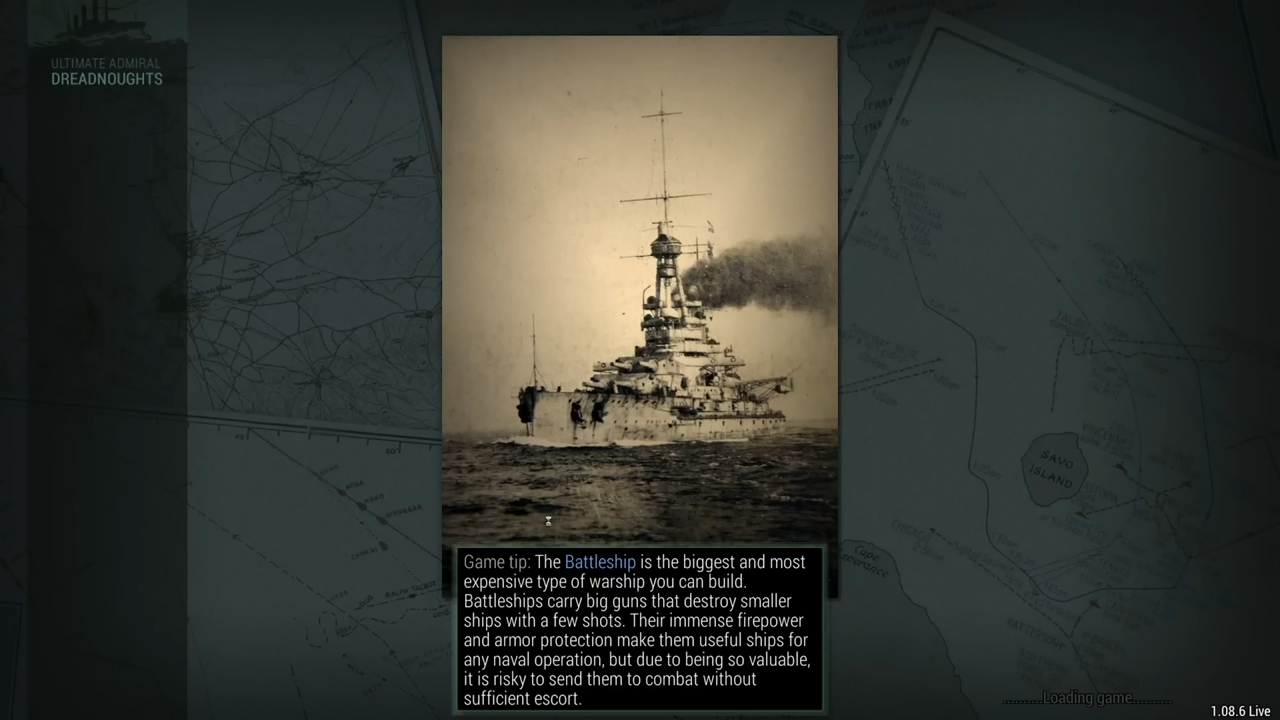 ULTIMATE ADMIRAL
DREADNOUGHTS
SAVO
ISLAND
Cape
Esperance
Game tip: The Battleship is the biggest and most
expensive type of warship you can build.
Battleships carry big guns that destroy smaller
ships with a few shots. Their immense firepower
and armor protection make them useful ships for
any naval operation, but due to being so valuable,
it is risky to send them to combat without
sufficient escort.
...........Loading game...........
1.08.6 Live